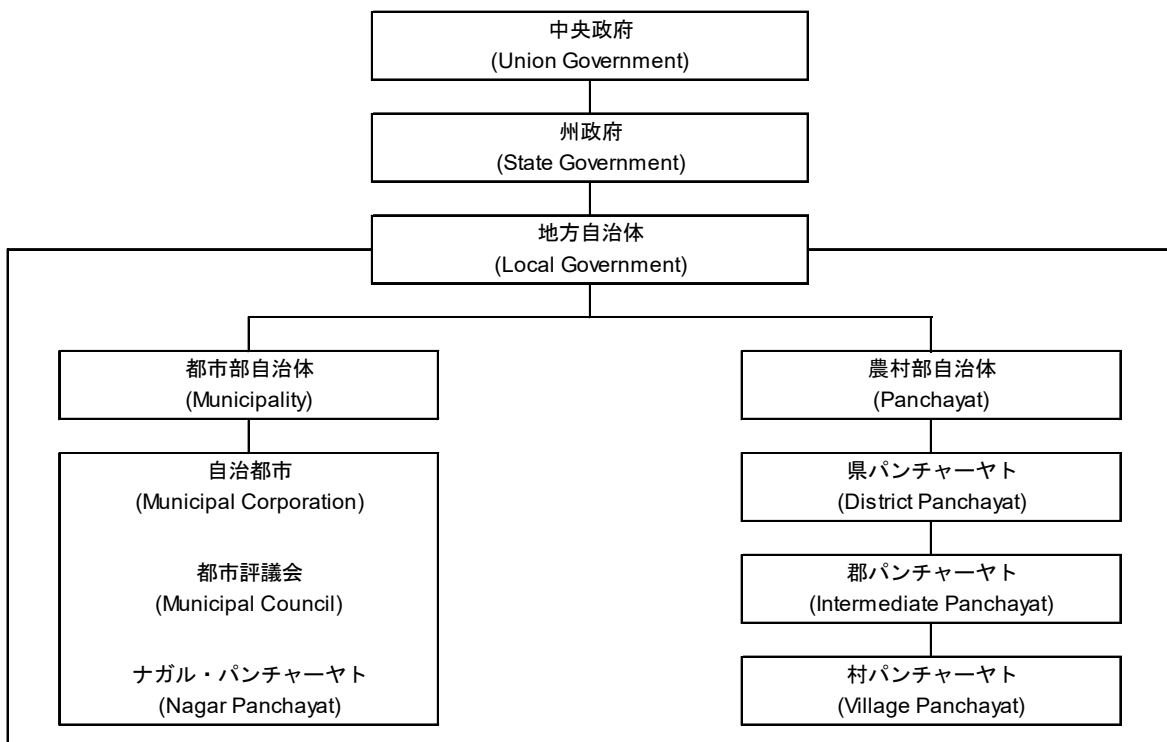 中央政府
(Union Government)
州政府
(State Government)
地方自治体
(Local Government)
都市部自治体
(Municipality)
自治都市
(Municipal Corporation)
都市評議会
(Municipal Council)
ナガル・パンチャーヤト
(Nagar Panchayat)
農村部自治体
(Panchayat)
県パンチャーヤト
(District Panchayat)
郡パンチャーヤト
(Intermediate Panchayat)
村パンチャーヤト
(Village Panchayat)